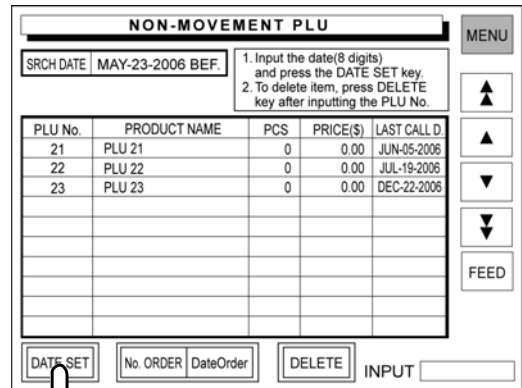 NON-MOVEMENT PLU
MENU
SRCH DATE MAY-23-2006 BEF.
1. Input the date(8 digits)
and press the DATE SET key.
2. To delete item, press DELETE
key after inputting the PLU No.
PLU No. PRODUCT NAME PCS PRICE($) LAST CALL D.
21 PLU 21 0 0.00 JUN-05-2006
22 PLU 22 0 0.00 JUL-19-2006
23 PLU 23 0 0.00 DEC-22-2006
FEED
DATE SET No. ORDER DateOrder DELETE INPUT